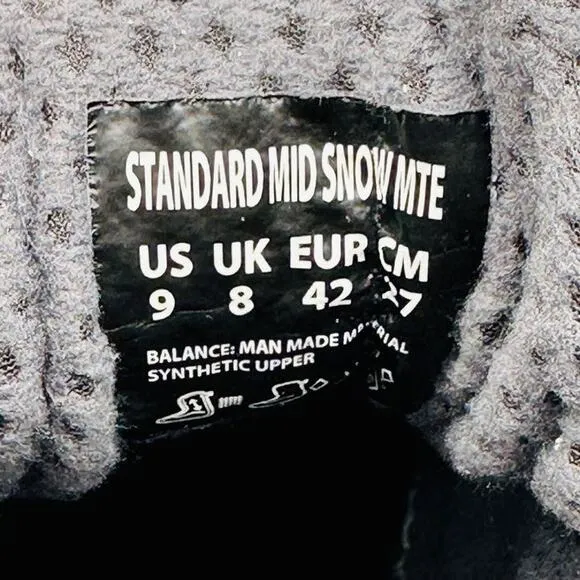 STANDARD MID SNOW MTE
US UK EUR CM
9 8 42 27
BALANCE: MAN MADE MATERIAL
SYNTHETIC UPPER